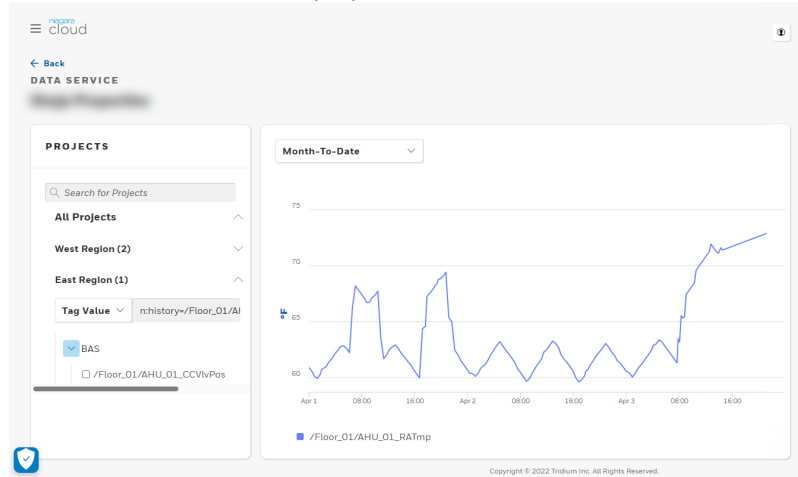 niagara
cloud
Back
DATA SERVICE
PROJECTS
Search for Projects
All Projects
West Region (2)
East Region (1)
Tag Value
n:history=/Floor_01/AH
BAS
/Floor_01/AHU_01_CCVlvPos
Month-To-Date
75
70
65
60
°F
Apr 1 08:00 16:00 Apr 2 08:00 16:00 Apr 3 08:00 16:00
/Floor_01/AHU_01_RATmp
Copyright © 2022 Tridium Inc. All Rights Reserved.